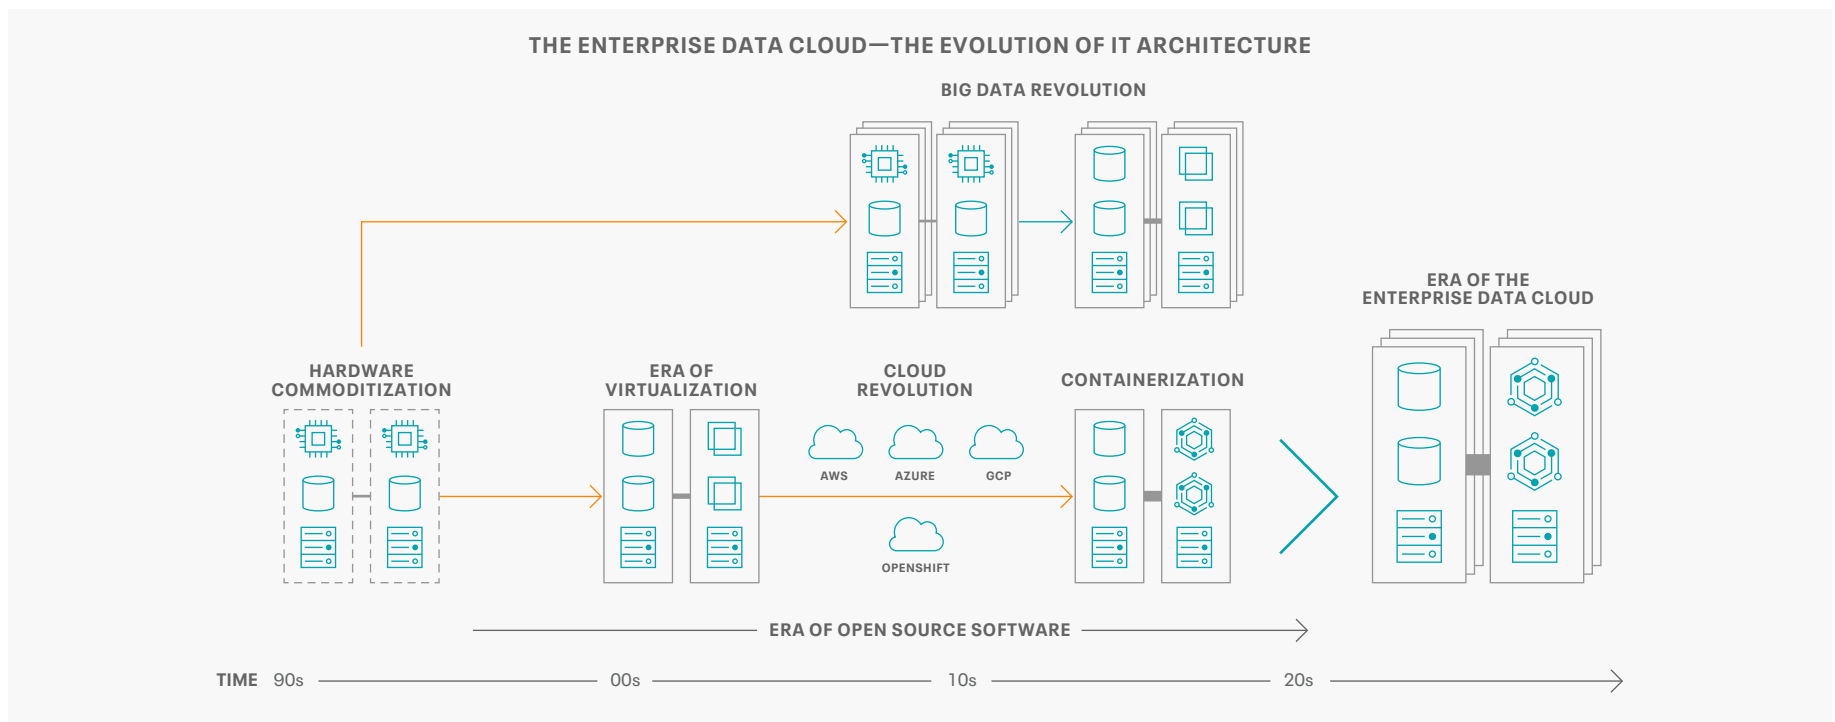 THE ENTERPRISE DATA CLOUD—THE EVOLUTION OF IT ARCHITECTURE
BIG DATA REVOLUTION
ERA OF THE
ENTERPRISE DATA CLOUD
HARDWARE
COMMODITIZATION
ERA OF
VIRTUALIZATION
CLOUD
REVOLUTION
CONTAINERIZATION
AWS
AZURE
GCP
OPENSHIFT
ERA OF OPEN SOURCE SOFTWARE
TIME 90s 00s 10s 20s